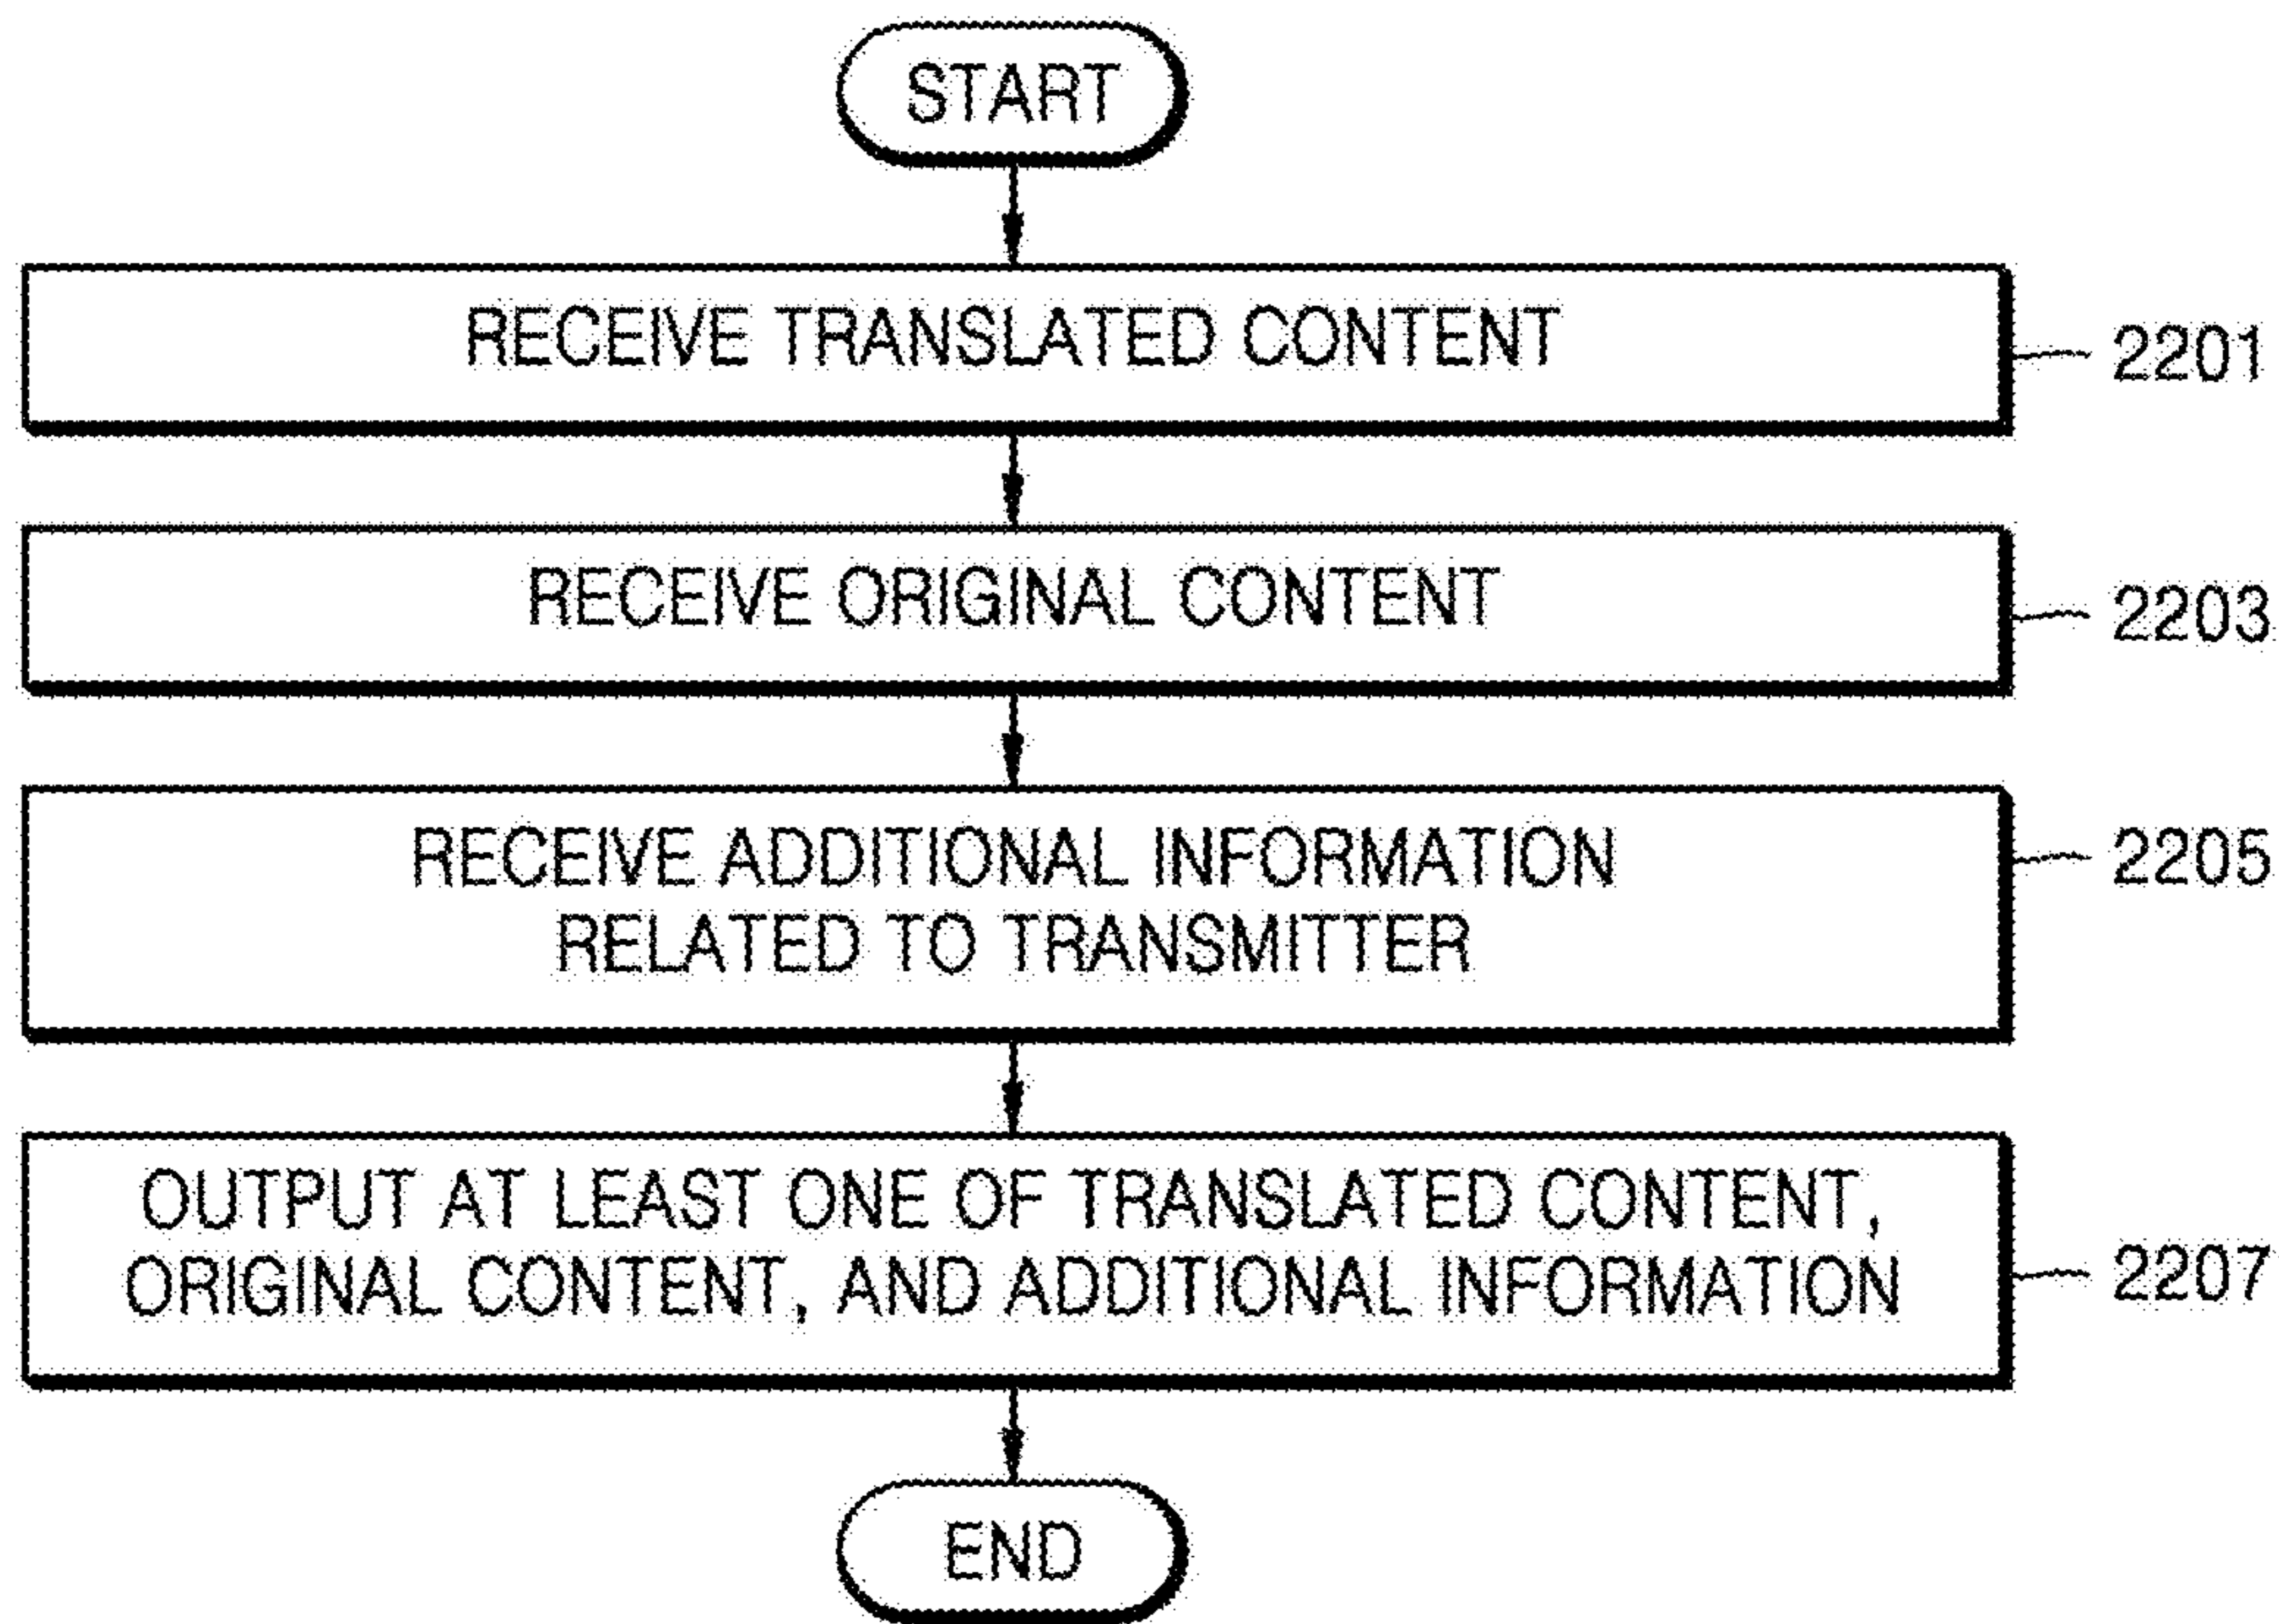 START
RECEIVE TRANSLATED CONTENT
2201
RECEIVE ORIGINAL CONTENT
2203
RECEIVE ADDITIONAL INFORMATION
RELATED TO TRANSMITTER
2205
OUTPUT AT LEAST ONE OF TRANSLATED CONTENT,
ORIGINAL CONTENT, AND ADDITIONAL INFORMATION
2207
END